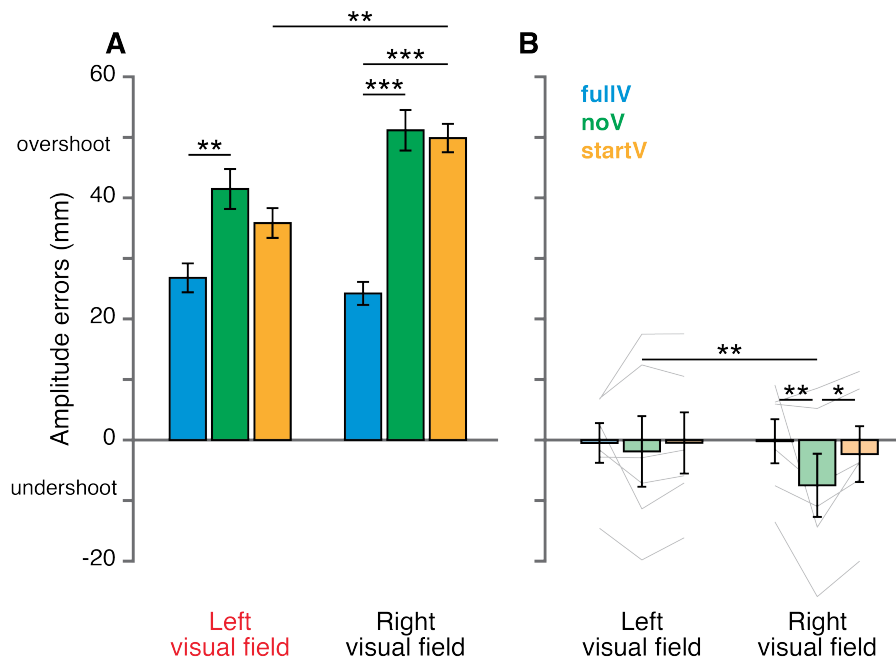 A
B
**
***
***
**
60
40
20
0
-20
overshoot
undershoot
Amplitude errors (mm)
fullV
noV
startV
**
**
*
Left
visual field
Right
visual field
Left
visual field
Right
visual field